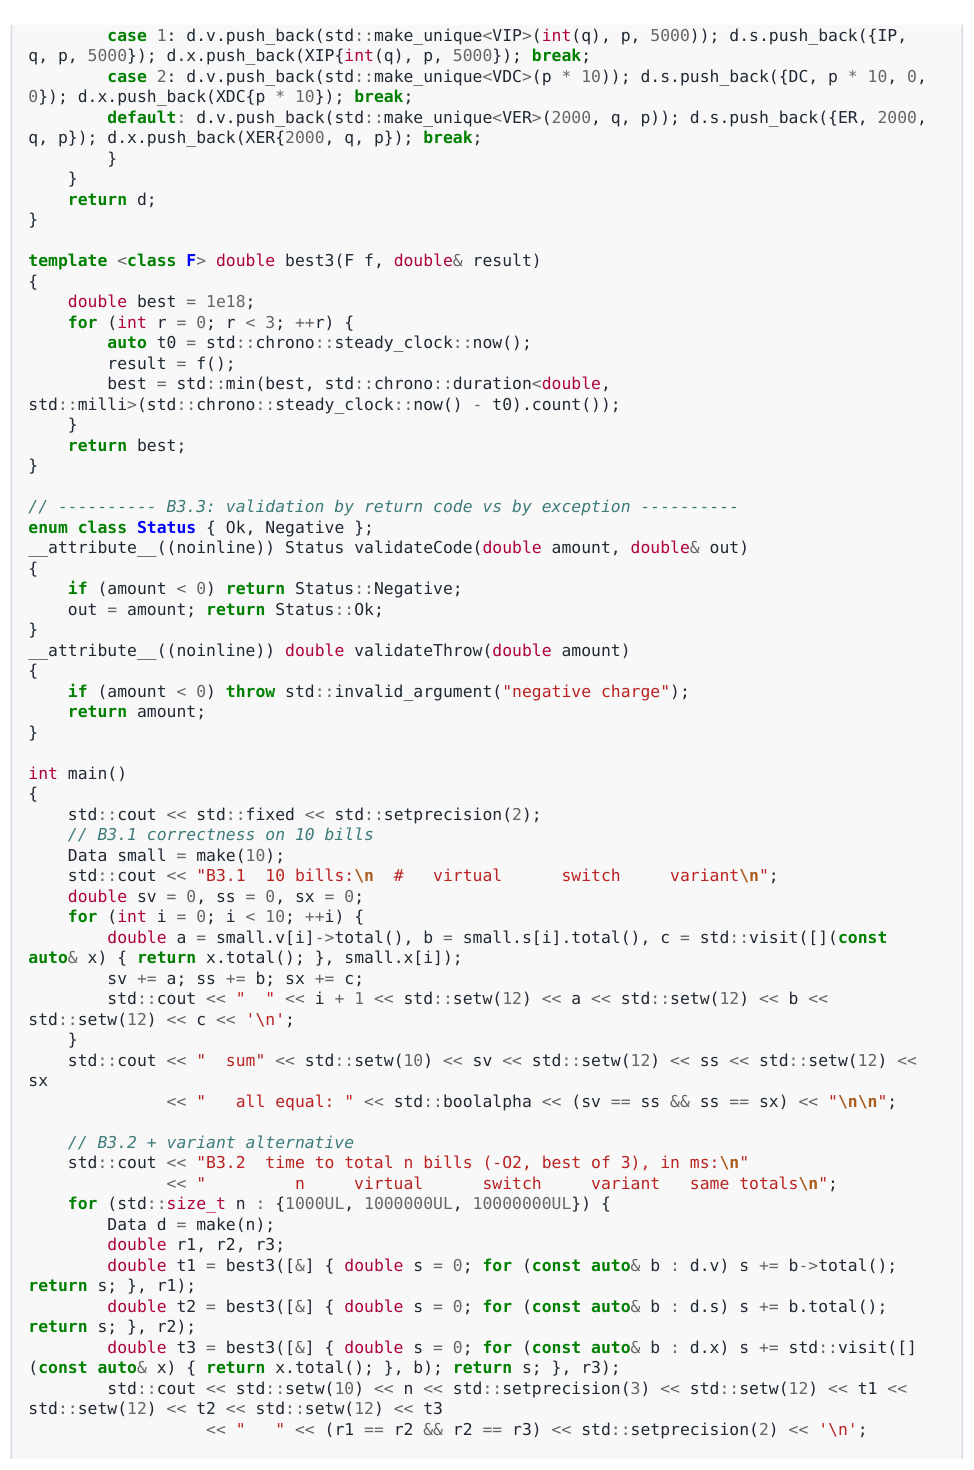 case 1: d.v.push_back(std::make_unique<VIP>(int(q), p, 5000)); d.s.push_back({IP,
q, p, 5000}); d.x.push_back(XIP{int(q), p, 5000}); break;
        case 2: d.v.push_back(std::make_unique<VDC>(p * 10)); d.s.push_back({DC, p * 10, 0,
0}); d.x.push_back(XDC{p * 10}); break;
        default: d.v.push_back(std::make_unique<VER>(2000, q, p)); d.s.push_back({ER, 2000,
q, p}); d.x.push_back(XER{2000, q, p}); break;
        }
    }
    return d;
}

template <class F> double best3(F f, double& result)
{
    double best = 1e18;
    for (int r = 0; r < 3; ++r) {
        auto t0 = std::chrono::steady_clock::now();
        result = f();
        best = std::min(best, std::chrono::duration<double,
std::milli>(std::chrono::steady_clock::now() - t0).count());
    }
    return best;
}

// ---------- B3.3: validation by return code vs by exception ----------
enum class Status { Ok, Negative };
__attribute__((noinline)) Status validateCode(double amount, double& out)
{
    if (amount < 0) return Status::Negative;
    out = amount; return Status::Ok;
}
__attribute__((noinline)) double validateThrow(double amount)
{
    if (amount < 0) throw std::invalid_argument("negative charge");
    return amount;
}

int main()
{
    std::cout << std::fixed << std::setprecision(2);
    // B3.1 correctness on 10 bills
    Data small = make(10);
    std::cout << "B3.1  10 bills:\n  #   virtual      switch     variant\n";
    double sv = 0, ss = 0, sx = 0;
    for (int i = 0; i < 10; ++i) {
        double a = small.v[i]->total(), b = small.s[i].total(), c = std::visit([](const
auto& x) { return x.total(); }, small.x[i]);
        sv += a; ss += b; sx += c;
        std::cout << "  " << i + 1 << std::setw(12) << a << std::setw(12) << b <<
std::setw(12) << c << '\n';
    }
    std::cout << "  sum" << std::setw(10) << sv << std::setw(12) << ss << std::setw(12) <<
sx
              << "   all equal: " << std::boolalpha << (sv == ss && ss == sx) << "\n\n";

    // B3.2 + variant alternative
    std::cout << "B3.2  time to total n bills (-O2, best of 3), in ms:\n"
              << "         n     virtual      switch     variant   same totals\n";
    for (std::size_t n : {1000UL, 1000000UL, 10000000UL}) {
        Data d = make(n);
        double r1, r2, r3;
        double t1 = best3([&] { double s = 0; for (const auto& b : d.v) s += b->total();
return s; }, r1);
        double t2 = best3([&] { double s = 0; for (const auto& b : d.s) s += b.total();
return s; }, r2);
        double t3 = best3([&] { double s = 0; for (const auto& b : d.x) s += std::visit([]
(const auto& x) { return x.total(); }, b); return s; }, r3);
        std::cout << std::setw(10) << n << std::setprecision(3) << std::setw(12) << t1 <<
std::setw(12) << t2 << std::setw(12) << t3
                  << "   " << (r1 == r2 && r2 == r3) << std::setprecision(2) << '\n';